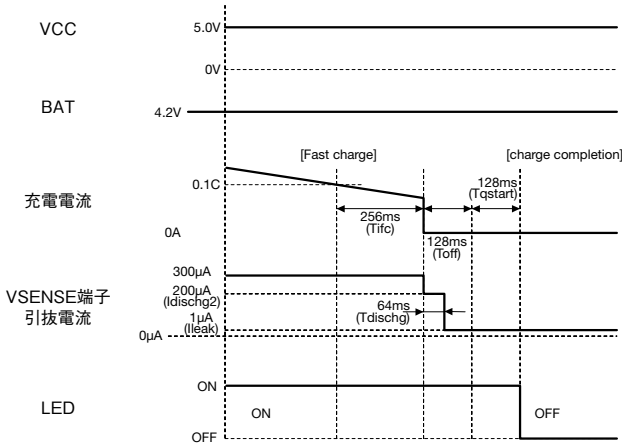 VCC
5.0V
0V
BAT
4.2V
[Fast charge]
[charge completion]
充電電流
0.1C
128ms
(Tqstart)
256ms
(Tifc)
0A
128ms
(Toff)
VSENSE端子
引抜電流
300μA
200μA
(Idischg2)
64ms
(Tdischg)
1μA
(Ileak)
0μA
LED
ON
ON
OFF
OFF